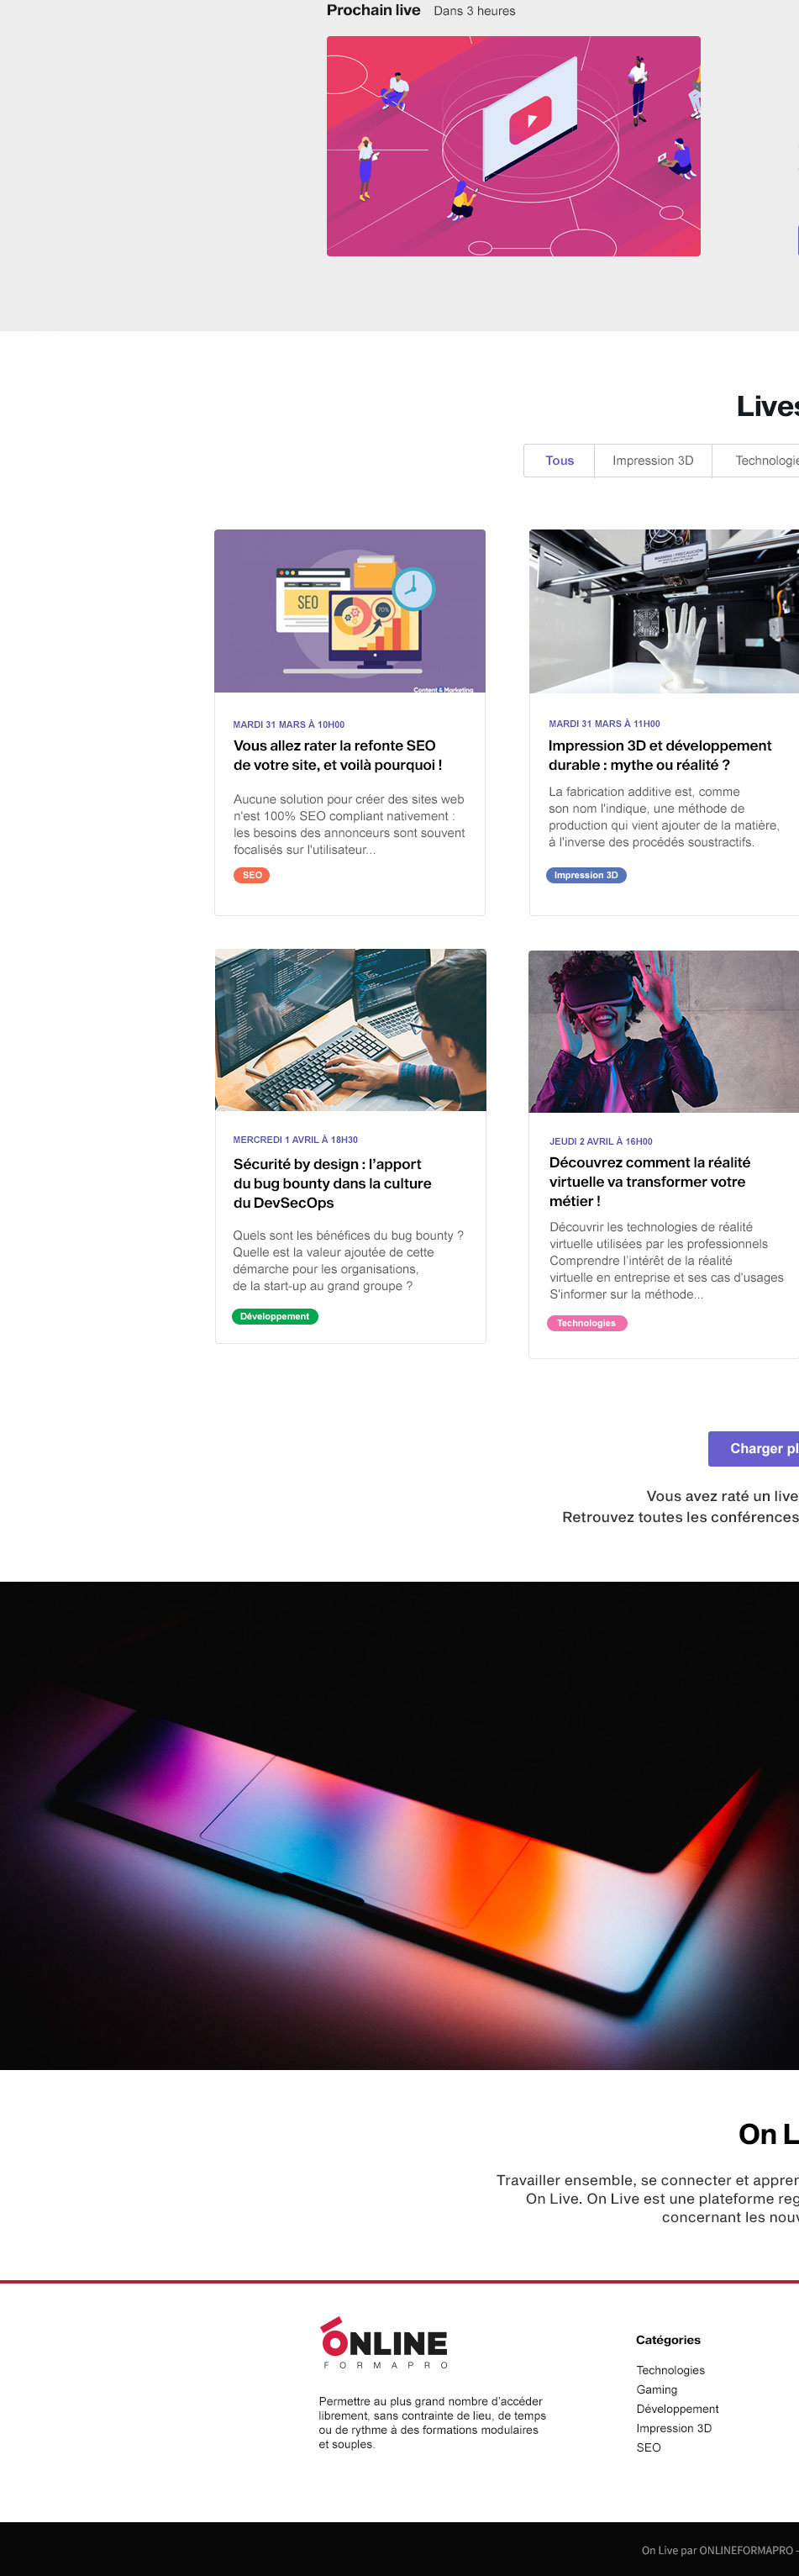 Prochain live Dans 3 heures
Lives
Tous Impression 3D Technologie
SEO
70%
Content & Marketing
MARDI 31 MARS À 10H00
Vous allez rater la refonte SEO
de votre site, et voilà pourquoi !
Aucune solution pour créer des sites web
n'est 100% SEO compliant nativement :
les besoins des annonceurs sont souvent
focalisés sur l'utilisateur...
SEO
WARNING / PRECAUCIÓN
MARDI 31 MARS À 11H00
Impression 3D et développement
durable : mythe ou réalité ?
La fabrication additive est, comme
son nom l'indique, une méthode de
production qui vient ajouter de la matière,
à l'inverse des procédés soustractifs.
Impression 3D
MERCREDI 1 AVRIL À 18H30
Sécurité by design : l’apport
du bug bounty dans la culture
du DevSecOps
Quels sont les bénéfices du bug bounty ?
Quelle est la valeur ajoutée de cette
démarche pour les organisations,
de la start-up au grand groupe ?
Développement
JEUDI 2 AVRIL À 16H00
Découvrez comment la réalité
virtuelle va transformer votre
métier !
Découvrir les technologies de réalité
virtuelle utilisées par les professionnels
Comprendre l’intérêt de la réalité
virtuelle en entreprise et ses cas d’usages
S'informer sur la méthode...
Technologies
Charger pl
Vous avez raté un live
Retrouvez toutes les conférences
On L
Travailler ensemble, se connecter et appren
On Live. On Live est une plateforme reg
concernant les nouv
ÓNLINE
FORMAPRO
Permettre au plus grand nombre d’accéder
librement, sans contrainte de lieu, de temps
ou de rythme à des formations modulaires
et souples.
Catégories
Technologies
Gaming
Développement
Impression 3D
SEO
On Live par ONLINEFORMAPRO -